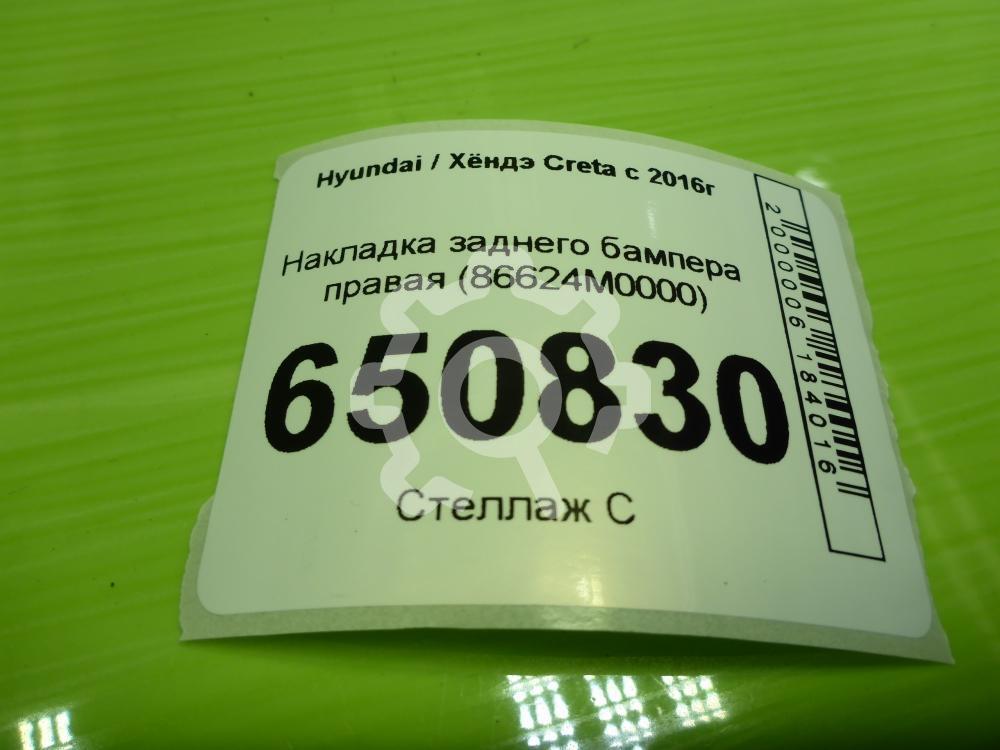 Hyundai / Хёндэ Creta с 2016г
Накладка заднего бампера
правая (86624M0000)
650830
Стеллаж С
2000006184016